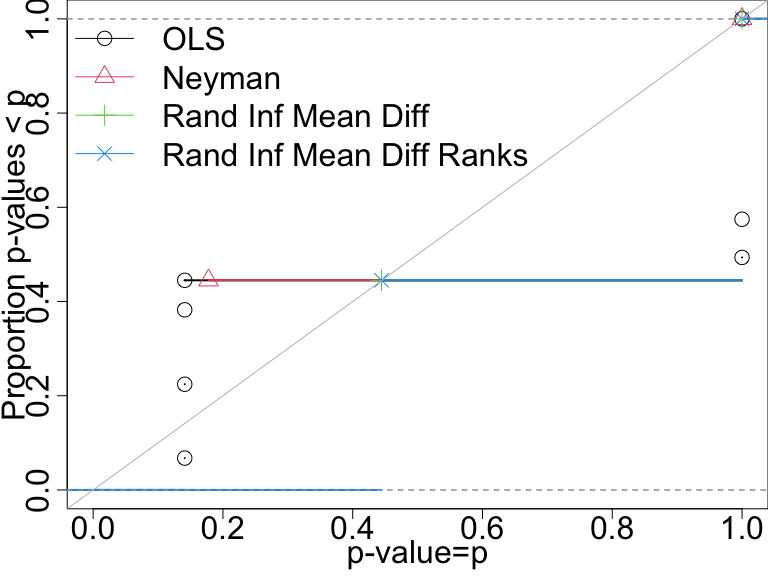 OLS
Neyman
Rand Inf Mean Diff
Rand Inf Mean Diff Ranks
Proportion p-values < p
0.0
0.2
0.4
0.6
0.8
1.0
0.0 0.2 0.4 0.6 0.8 1.0
p-value=p